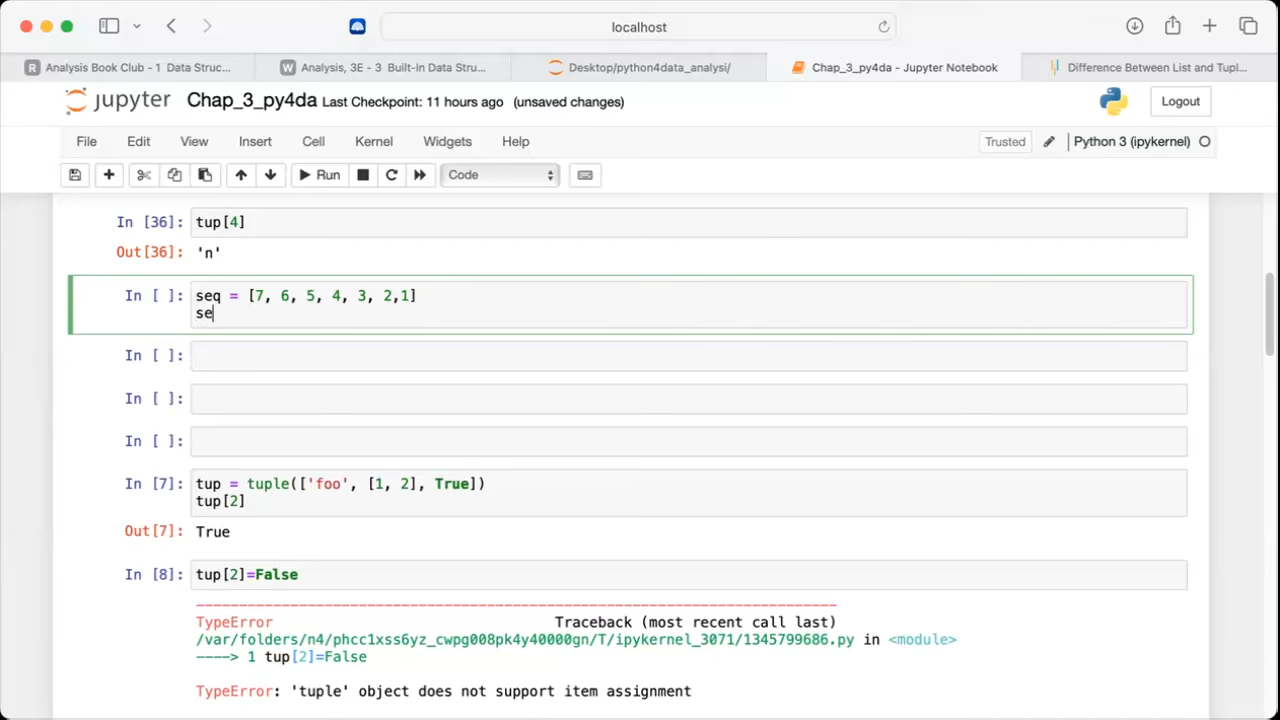 localhost
Analysis Book Club - 1 Data Struc...
Analysis, 3E - 3 Built-In Data Stru...
Desktop/python4data_analysi/
Chap_3_py4da - Jupyter Notebook
Difference Between List and Tupl...
jupyter Chap_3_py4da Last Checkpoint: 11 hours ago (unsaved changes)
Logout
File Edit View Insert Cell Kernel Widgets Help
Trusted
Python 3 (ipykernel)
Run
Code
In [36]: tup[4]
Out[36]: 'n'
In [ ]: seq = [7, 6, 5, 4, 3, 2,1]
se
In [ ]:
In [ ]:
In [ ]:
In [7]: tup = tuple(['foo', [1, 2], True])
tup[2]
Out[7]: True
In [8]: tup[2]=False
---------------------------------------------------------------------------
TypeError Traceback (most recent call last)
/var/folders/n4/phcc1xss6yz_cwpg008pk4y40000gn/T/ipykernel_3071/1345799686.py in <module>
----> 1 tup[2]=False
TypeError: 'tuple' object does not support item assignment